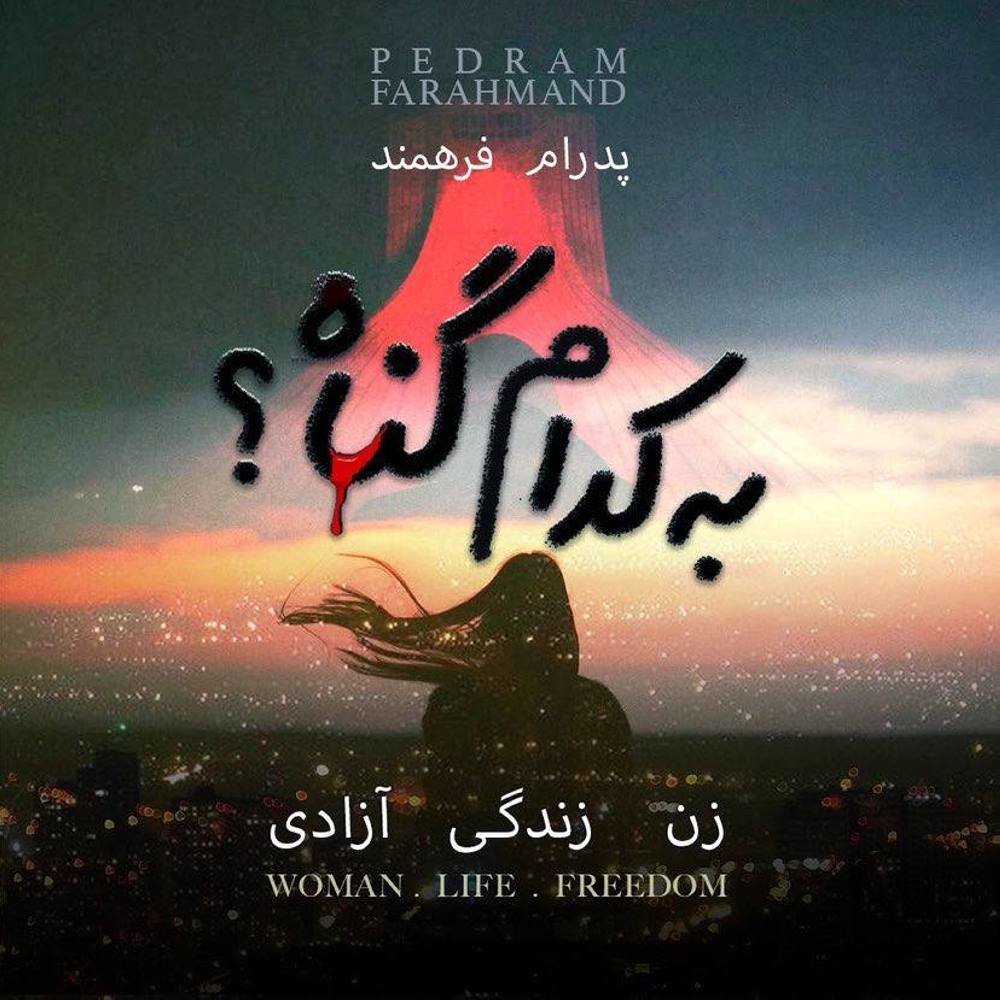 PEDRAM
FARAHMAND
پدرام فرهمند
به کدام گناه؟
زن زندگی آزادی
WOMAN . LIFE . FREEDOM